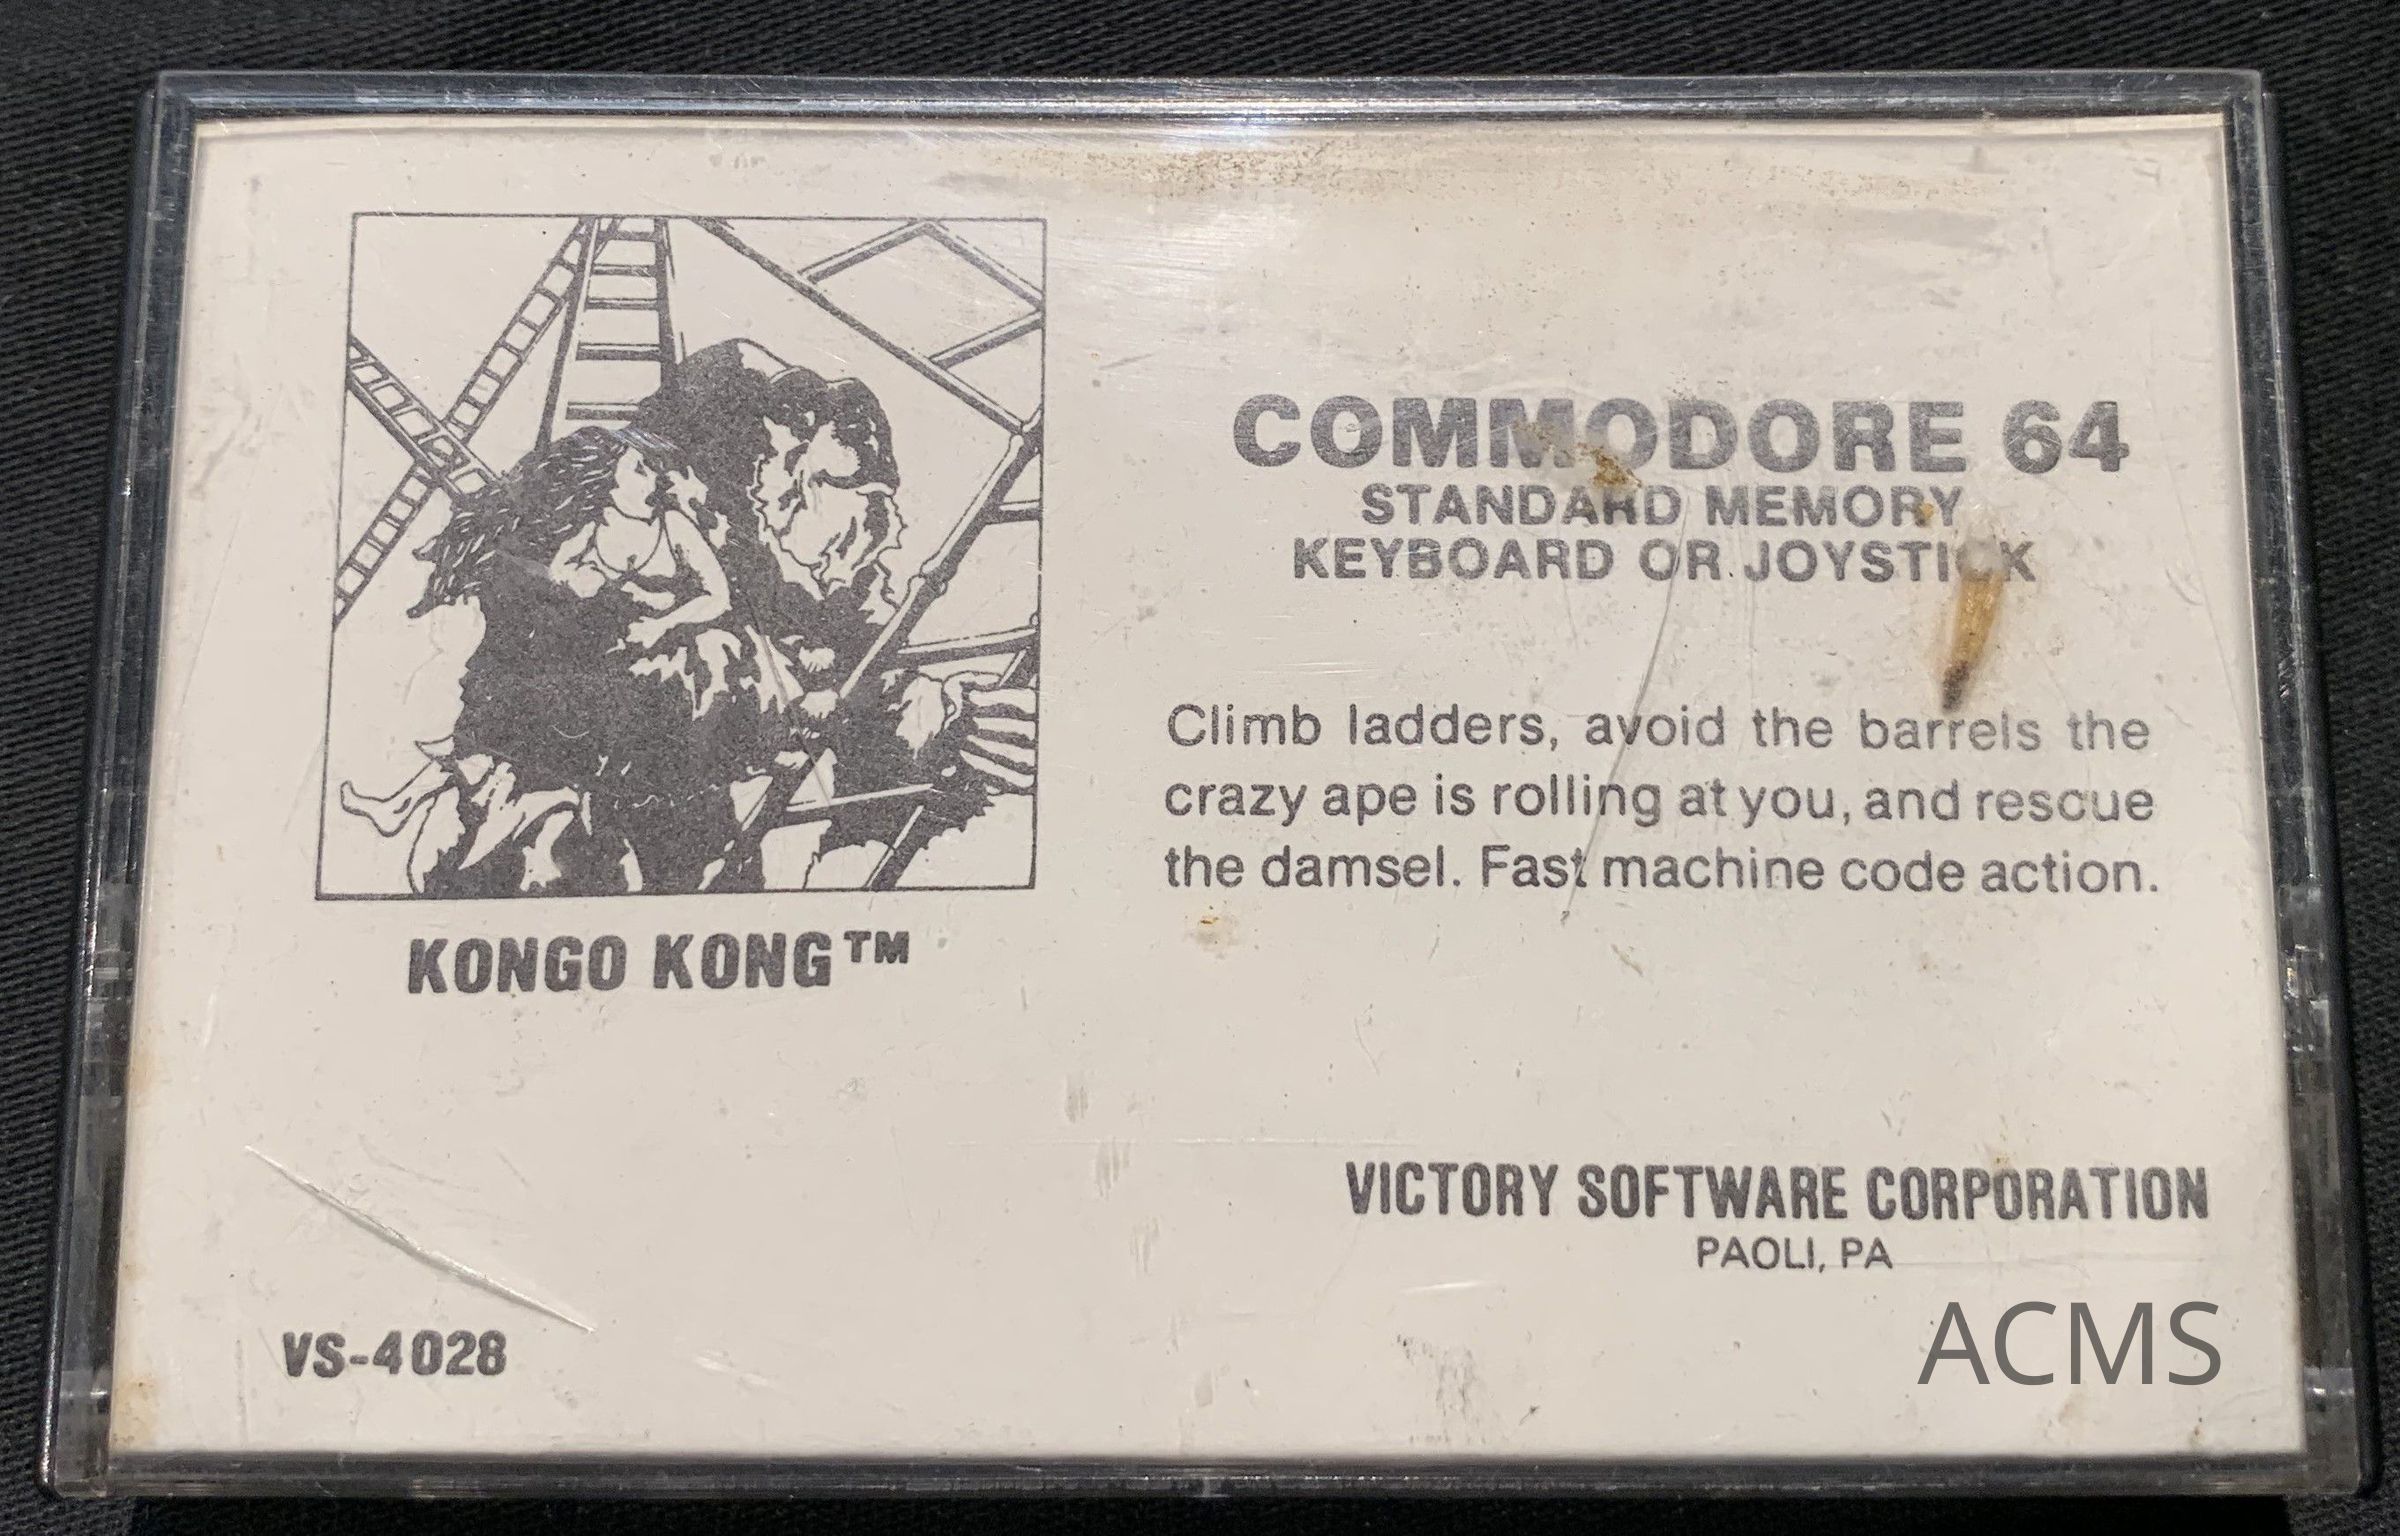 KONGO KONG™
COMMODORE 64
STANDARD MEMORY
KEYBOARD OR JOYSTICK
Climb ladders, avoid the barrels the
crazy ape is rolling at you, and rescue
the damsel. Fast machine code action.
VICTORY SOFTWARE CORPORATION
PAOLI, PA
VS-4028
ACMS